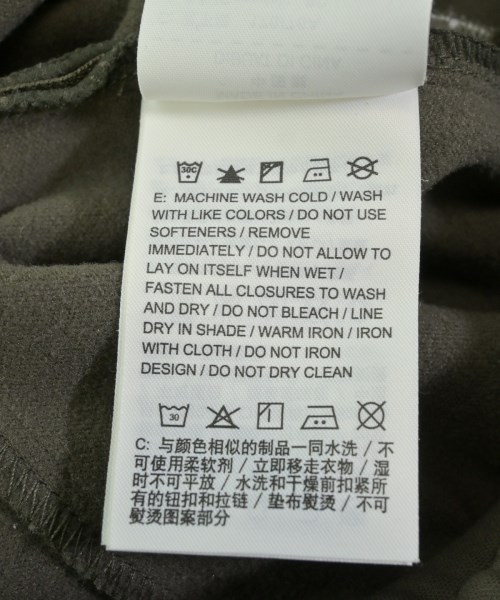 30C
E: MACHINE WASH COLD / WASH
WITH LIKE COLORS / DO NOT USE
SOFTENERS / REMOVE
IMMEDIATELY / DO NOT ALLOW TO
LAY ON ITSELF WHEN WET /
FASTEN ALL CLOSURES TO WASH
AND DRY / DO NOT BLEACH / LINE
DRY IN SHADE / WARM IRON / IRON
WITH CLOTH / DO NOT IRON
DESIGN / DO NOT DRY CLEAN
30
C: 与颜色相似的制品一同水洗 / 不
可使用柔软剂 / 立即移走衣物 / 湿
时不可平放 / 水洗和干燥前扣紧所
有的钮扣和拉链 / 垫布熨烫 / 不可
熨烫图案部分